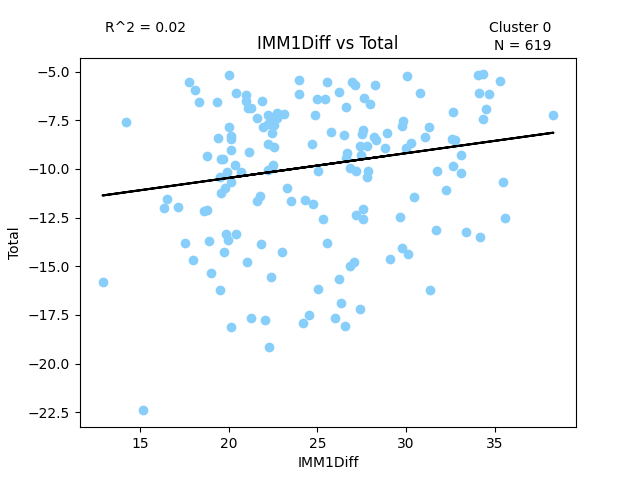 R^2 = 0.02
Cluster 0
N = 619
IMM1Diff vs Total
−5.0
−7.5
−10.0
−12.5
−15.0
−17.5
−20.0
−22.5
Total
15 20 25 30 35
IMM1Diff